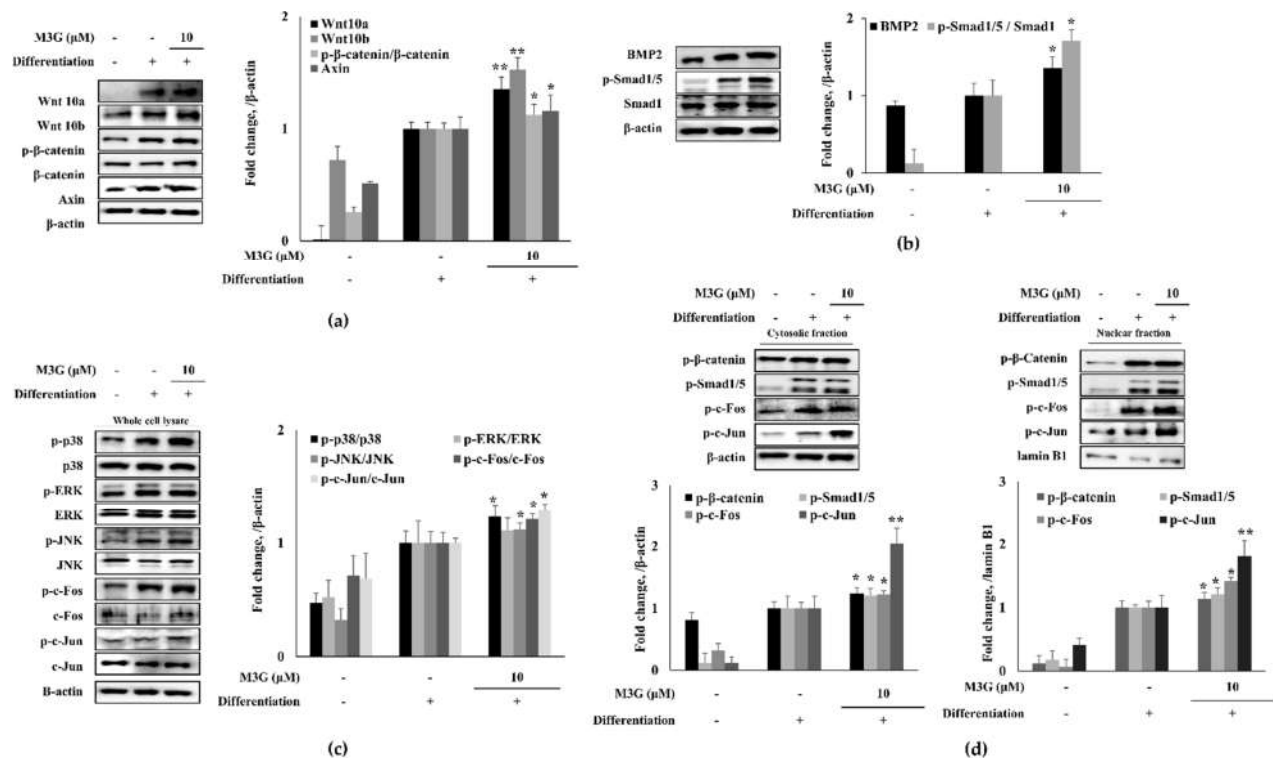 M3G (μM) - - 10
Differentiation - + +
Wnt 10a
Wnt 10b
p-β-catenin
β-catenin
Axin
β-actin
Fold change, /β-actin
2
1
0
Wnt10a
Wnt10b
p-β-catenin/β-catenin
Axin
** ** * *
M3G (μM) - - 10
Differentiation - + +
(a)
BMP2
p-Smad1/5
Smad1
β-actin
Fold change, /β-actin
2
1
0
BMP2 p-Smad1/5 / Smad1
* *
M3G (μM) - - 10
Differentiation - + +
(b)
M3G (μM) - - 10
Differentiation - + +
Whole cell lysate
p-p38
p38
p-ERK
ERK
p-JNK
JNK
p-c-Fos
c-Fos
p-c-Jun
c-Jun
B-actin
Fold change, /β-actin
2
1
0
p-p38/p38 p-ERK/ERK
p-JNK/JNK p-c-Fos/c-Fos
p-c-Jun/c-Jun
* * * *
M3G (μM) - - 10
Differentiation - + +
(c)
M3G (μM) - - 10
Differentiation - + +
Cytosolic fraction
p-β-catenin
p-Smad1/5
p-c-Fos
p-c-Jun
β-actin
Fold change, /β-actin
3
2
1
0
p-β-catenin p-Smad1/5
p-c-Fos p-c-Jun
* * * **
M3G (μM) - - 10
Differentiation - + +
M3G (μM) - - 10
Differentiation - + +
Nuclear fraction
p-β-Catenin
p-Smad1/5
p-c-Fos
p-c-Jun
lamin B1
Fold change, /lamin B1
3
2
1
0
p-β-catenin p-Smad1/5
p-c-Fos p-c-Jun
* * * **
M3G (μM) - - 10
Differentiation - + +
(d)